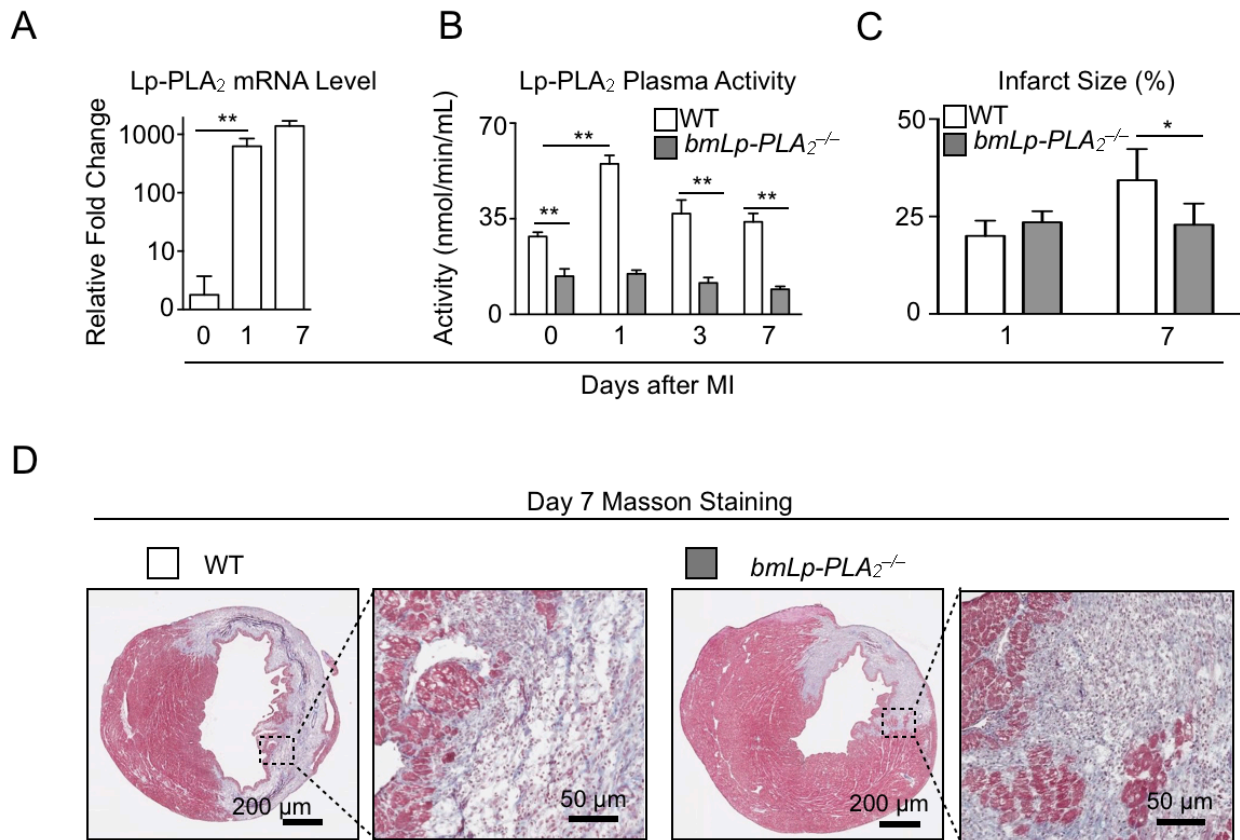 A
B
C
Lp-PLA₂ mRNA Level
Lp-PLA₂ Plasma Activity
Infarct Size (%)
Relative Fold Change
1000
100
10
0
**
0 1 7
Activity (nmol/min/mL)
70
35
0
WT
bmLp-PLA₂⁻/⁻
**
**
**
**
0 1 3 7
50
25
0
WT
bmLp-PLA₂⁻/⁻
*
1 7
Days after MI
D
Day 7 Masson Staining
WT
bmLp-PLA₂⁻/⁻
200 µm
50 µm
200 µm
50 µm